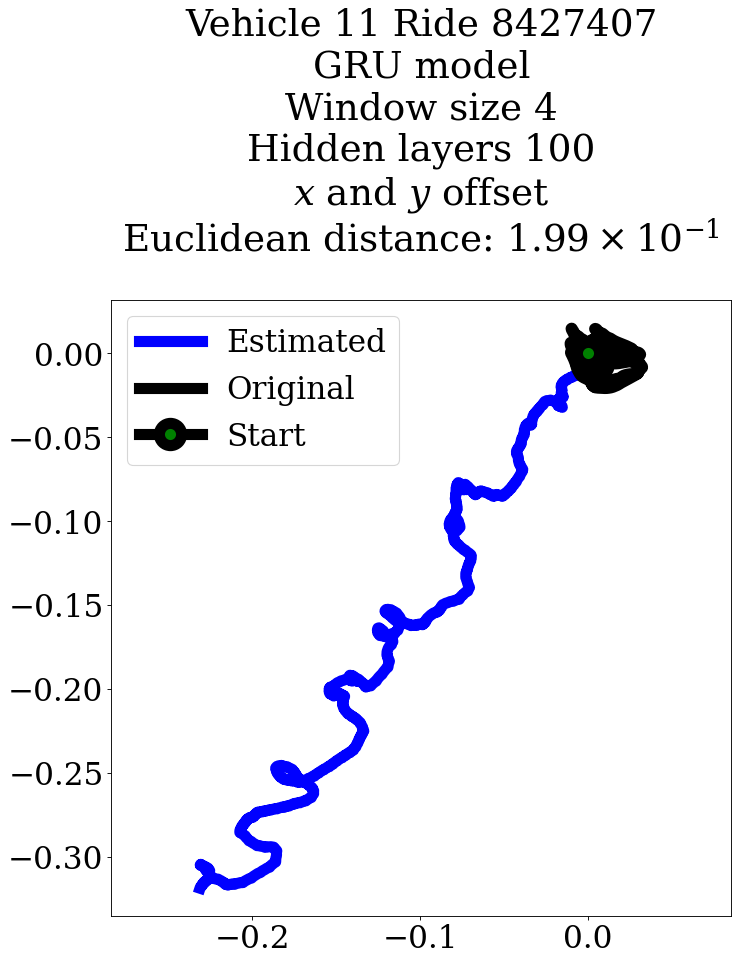 Vehicle 11 Ride 8427407
GRU model
Window size 4
Hidden layers 100
x and y offset
Euclidean distance: 1.99 × 10⁻¹
Estimated
Original
Start
0.00
−0.05
−0.10
−0.15
−0.20
−0.25
−0.30
−0.2
−0.1
0.0